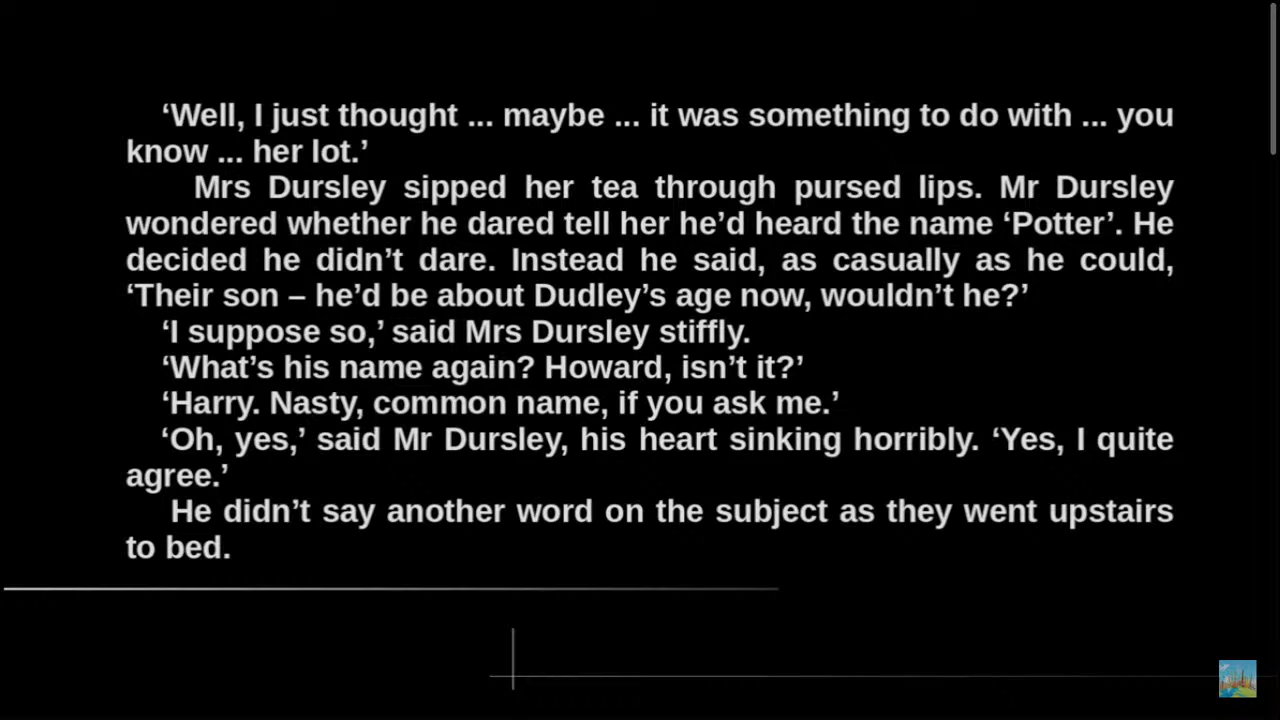 ‘Well, I just thought ... maybe ... it was something to do with ... you
know ... her lot.’
Mrs Dursley sipped her tea through pursed lips. Mr Dursley
wondered whether he dared tell her he’d heard the name ‘Potter’. He
decided he didn’t dare. Instead he said, as casually as he could,
‘Their son – he’d be about Dudley’s age now, wouldn’t he?’
‘I suppose so,’ said Mrs Dursley stiffly.
‘What’s his name again? Howard, isn’t it?’
‘Harry. Nasty, common name, if you ask me.’
‘Oh, yes,’ said Mr Dursley, his heart sinking horribly. ‘Yes, I quite
agree.’
He didn’t say another word on the subject as they went upstairs
to bed.